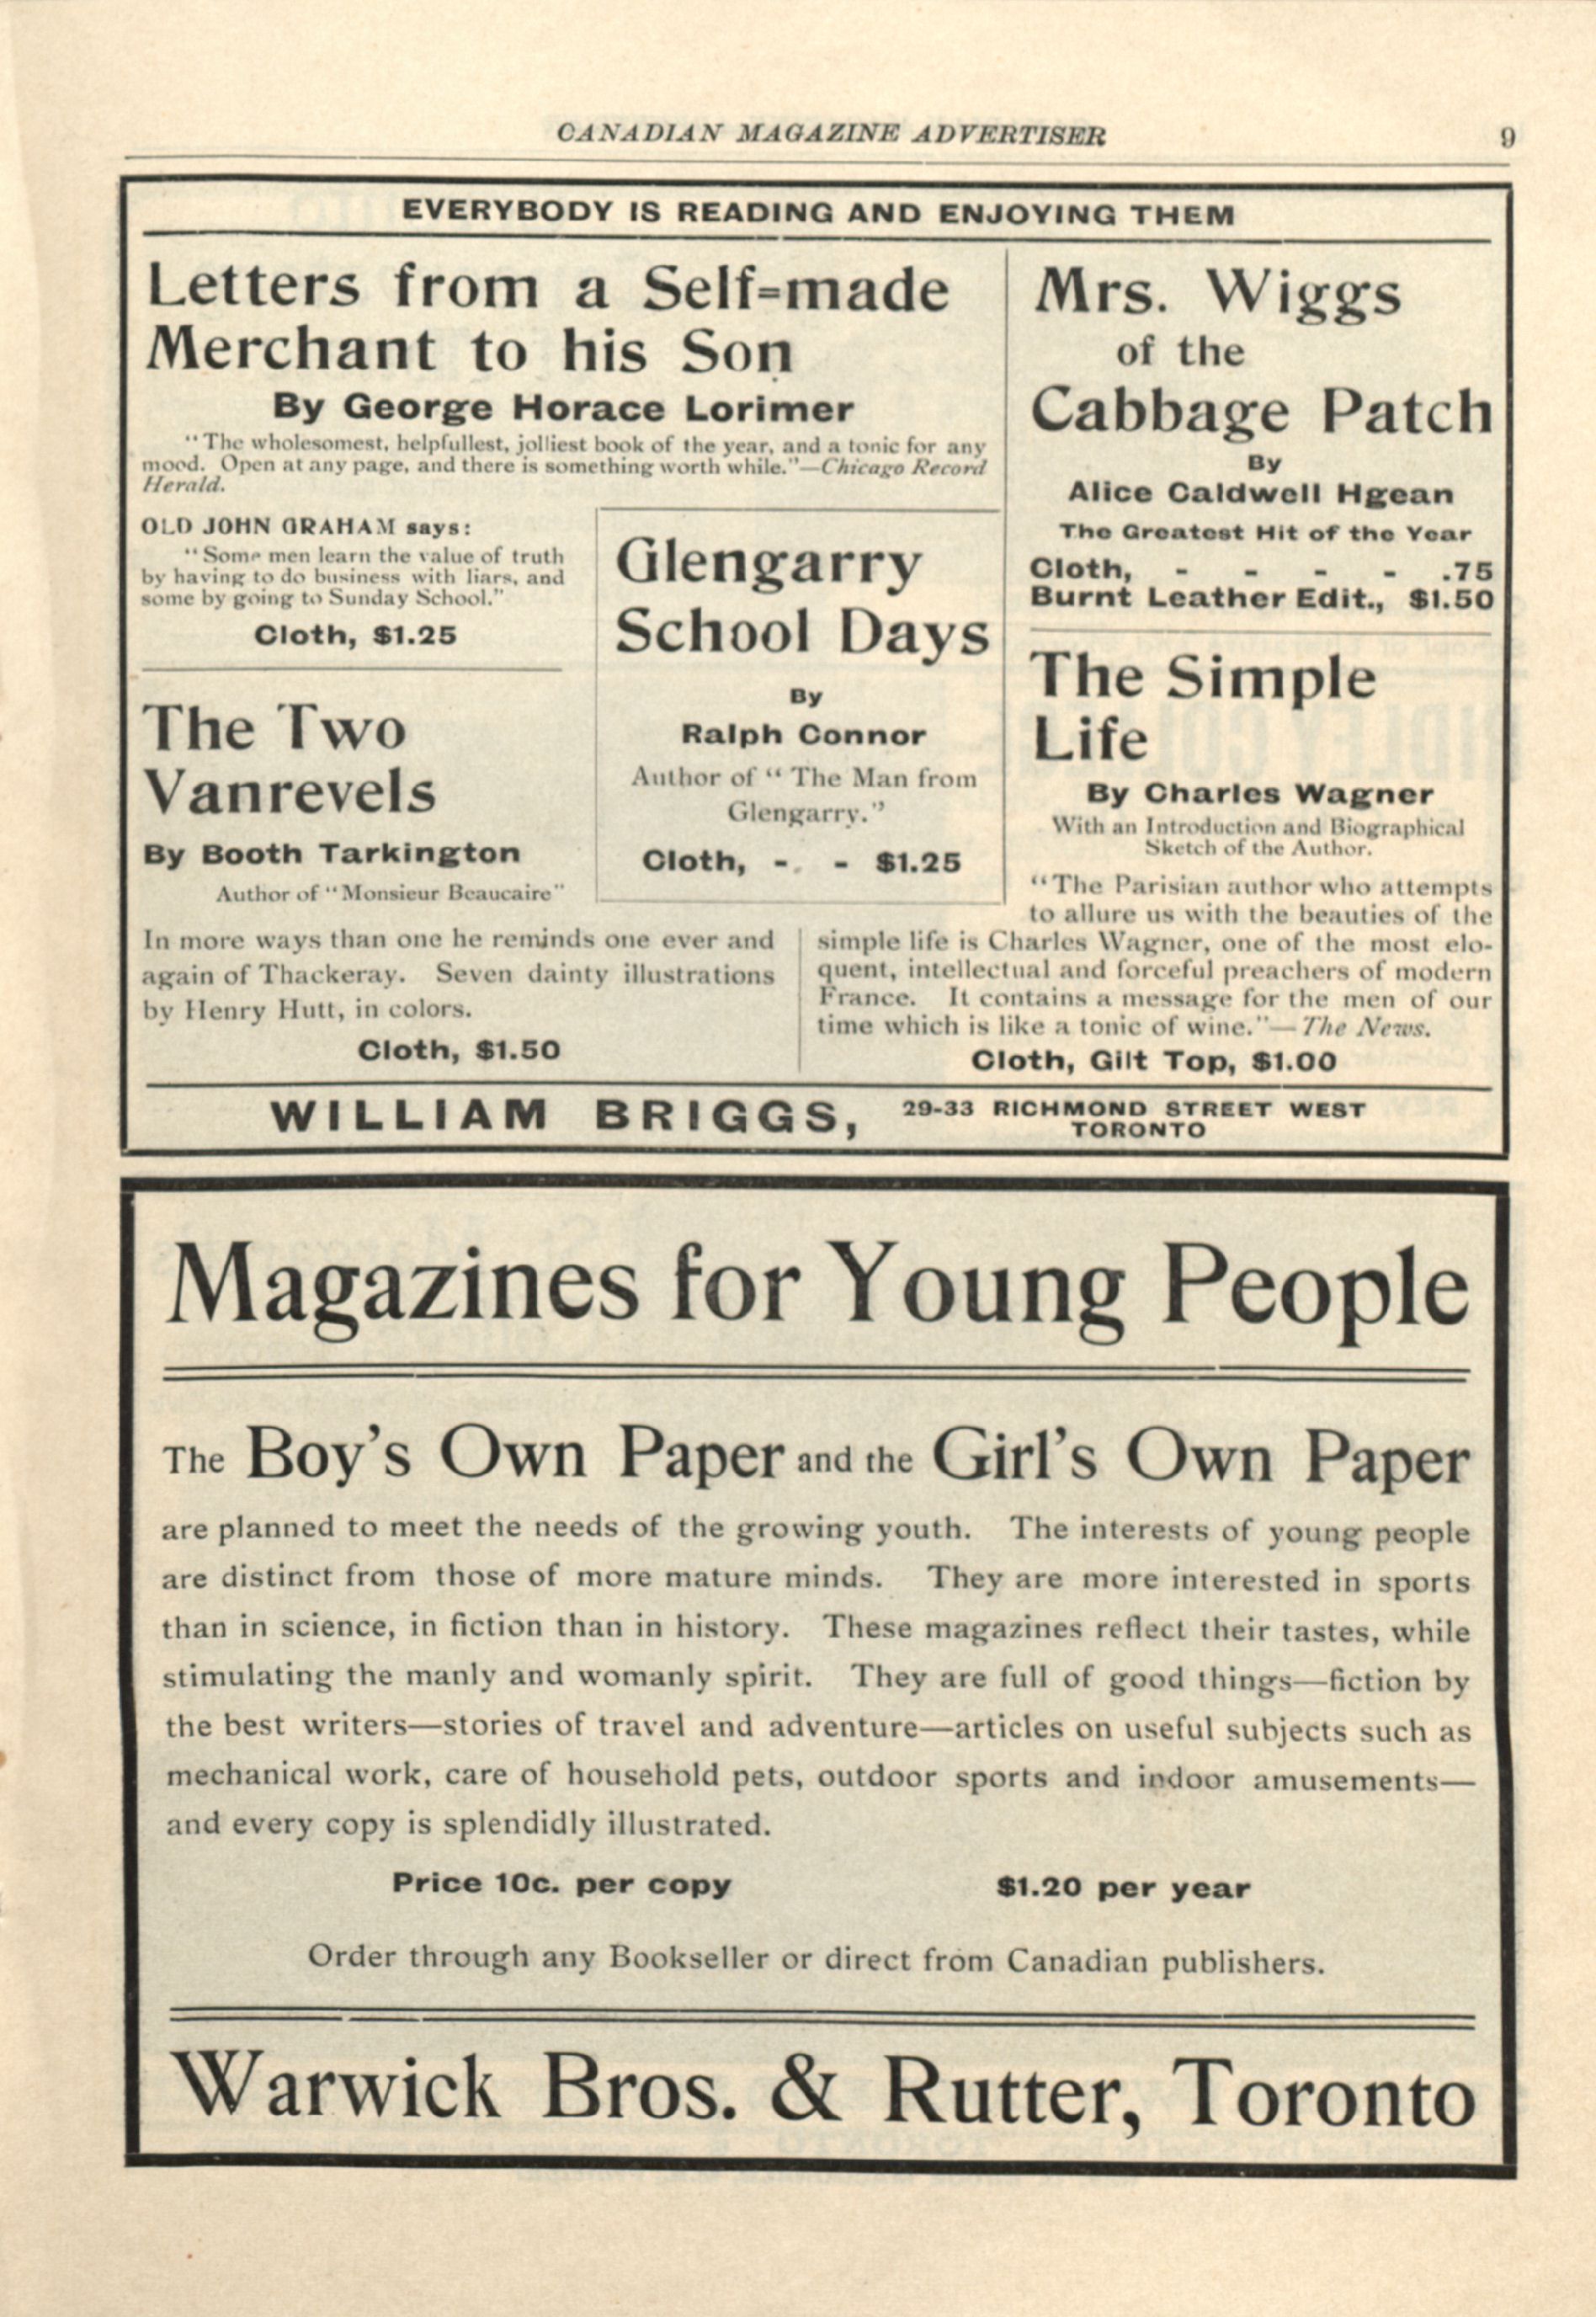 CANADIAN MAGAZINE ADVERTISER 9
EVERYBODY IS READING AND ENJOYING THEM
Letters from a Self-made
Merchant to his Son
By George Horace Lorimer
"The wholesomest, helpfullest, jolliest book of the year, and a tonic for any
mood. Open at any page, and there is something worth while."—Chicago Record
Herald.
OLD JOHN GRAHAM says:
"Some men learn the value of truth
by having to do business with liars, and
some by going to Sunday School."
Cloth, $1.25
The Two
Vanrevels
By Booth Tarkington
Author of "Monsieur Beaucaire"
In more ways than one he reminds one ever and
again of Thackeray. Seven dainty illustrations
by Henry Hutt, in colors.
Cloth, $1.50
Glengarry
School Days
By
Ralph Connor
Author of "The Man from
Glengarry."
Cloth, - - $1.25
Mrs. Wiggs
of the
Cabbage Patch
By
Alice Caldwell Hgean
The Greatest Hit of the Year
Cloth, - - - - .75
Burnt Leather Edit., $1.50
The Simple
Life
By Charles Wagner
With an Introduction and Biographical
Sketch of the Author.
"The Parisian author who attempts
to allure us with the beauties of the
simple life is Charles Wagner, one of the most elo-
quent, intellectual and forceful preachers of modern
France. It contains a message for the men of our
time which is like a tonic of wine."—The News.
Cloth, Gilt Top, $1.00
WILLIAM BRIGGS, 29-33 RICHMOND STREET WEST
TORONTO
Magazines for Young People
The Boy's Own Paper and the Girl's Own Paper
are planned to meet the needs of the growing youth. The interests of young people
are distinct from those of more mature minds. They are more interested in sports
than in science, in fiction than in history. These magazines reflect their tastes, while
stimulating the manly and womanly spirit. They are full of good things—fiction by
the best writers—stories of travel and adventure—articles on useful subjects such as
mechanical work, care of household pets, outdoor sports and indoor amusements—
and every copy is splendidly illustrated.
Price 10c. per copy $1.20 per year
Order through any Bookseller or direct from Canadian publishers.
Warwick Bros. & Rutter, Toronto